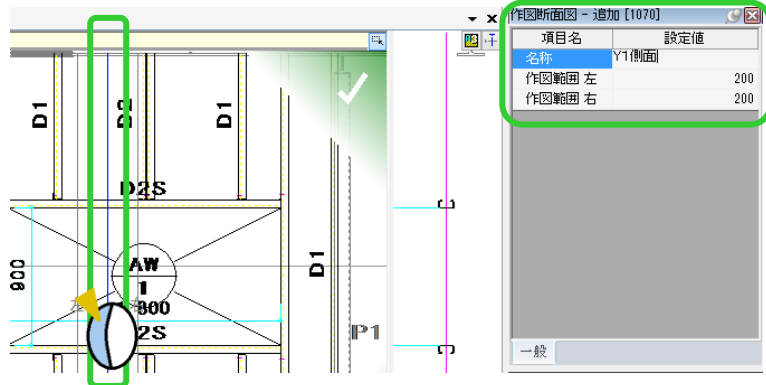 作図断面図 - 追加 [1070]
項目名 設定値
名称 Y1側面
作図範囲 左 200
作図範囲 右 200
一般
D1
D2
D1
D2S
900
AW
1
左
800
2S
D1
P1